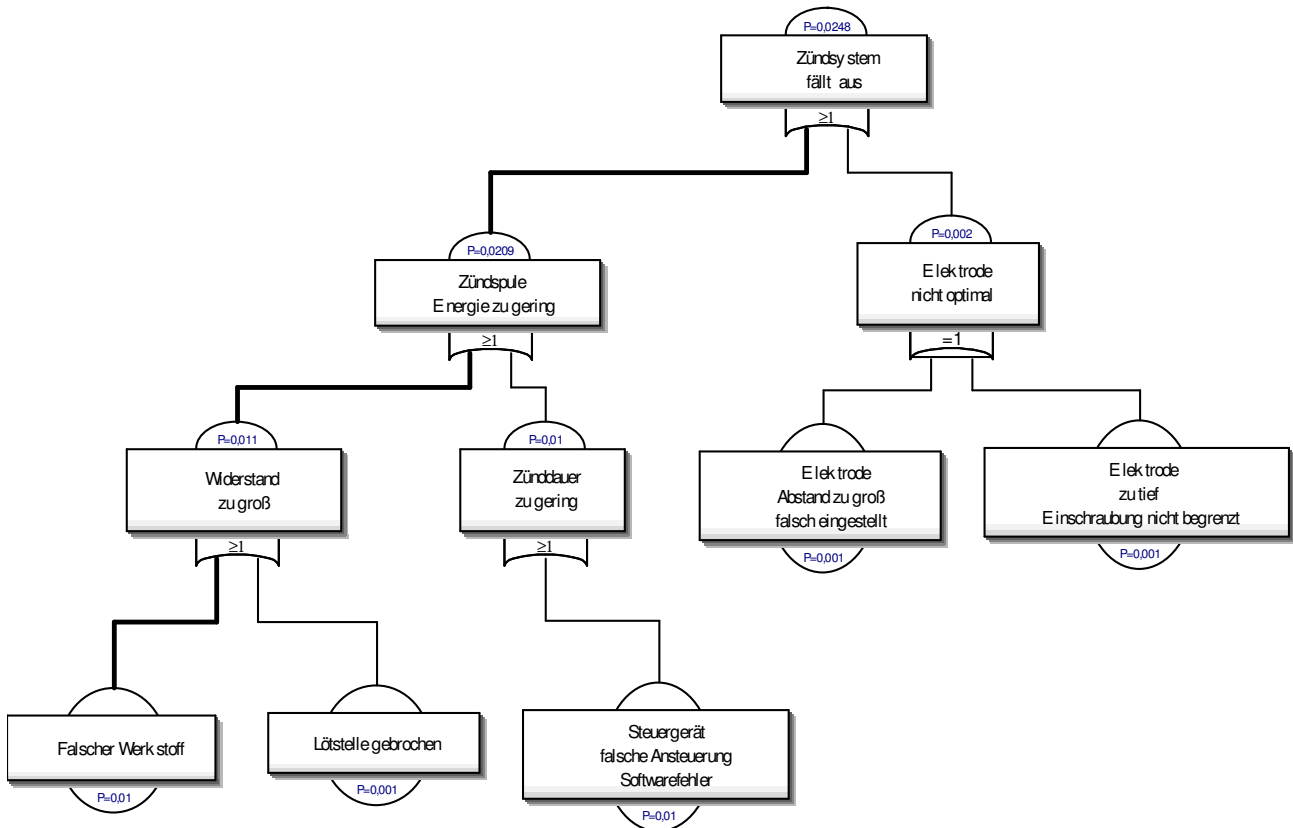 P=0,0248
Zündsystem
fällt aus
≥1
P=0,0209
Zündspule
Energie zu gering
≥1
P=0,002
Elektrode
nicht optimal
=1
P=0,011
Widerstand
zu groß
≥1
P=0,01
Zünddauer
zu gering
≥1
Elektrode
Abstand zu groß
falsch eingestellt
P=0,001
Elektrode
zu tief
Einschraubung nicht begrenzt
P=0,001
Falscher Werkstoff
P=0,01
Lötstelle gebrochen
P=0,001
Steuergerät
falsche Ansteuerung
Softwarefehler
P=0,01